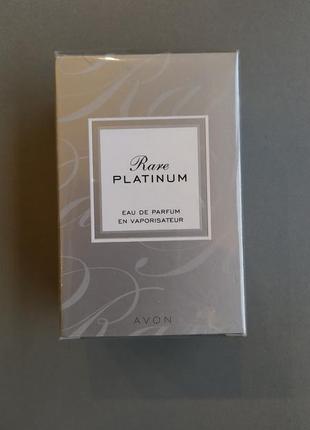 Rare
PLATINUM
EAU DE PARFUM
EN VAPORISATEUR
AVON